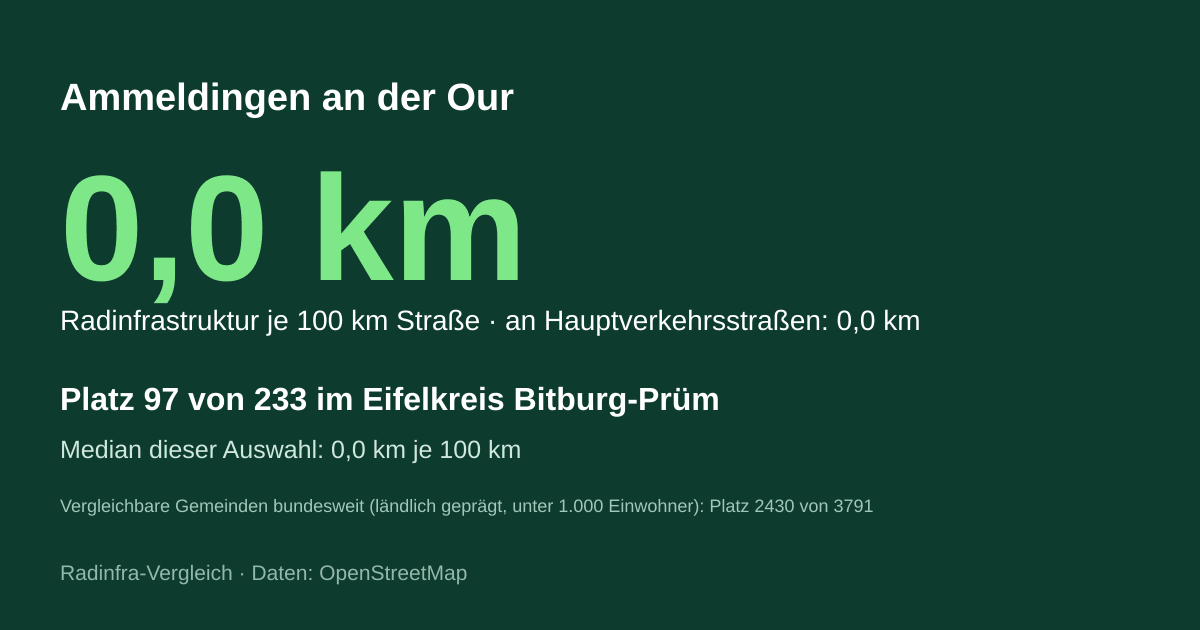 Ammeldingen an der Our
0,0 km
Radinfrastruktur je 100 km Straße · an Hauptverkehrsstraßen: 0,0 km
Platz 97 von 233 im Eifelkreis Bitburg-Prüm
Median dieser Auswahl: 0,0 km je 100 km
Vergleichbare Gemeinden bundesweit (ländlich geprägt, unter 1.000 Einwohner): Platz 2430 von 3791
Radinfra-Vergleich · Daten: OpenStreetMap